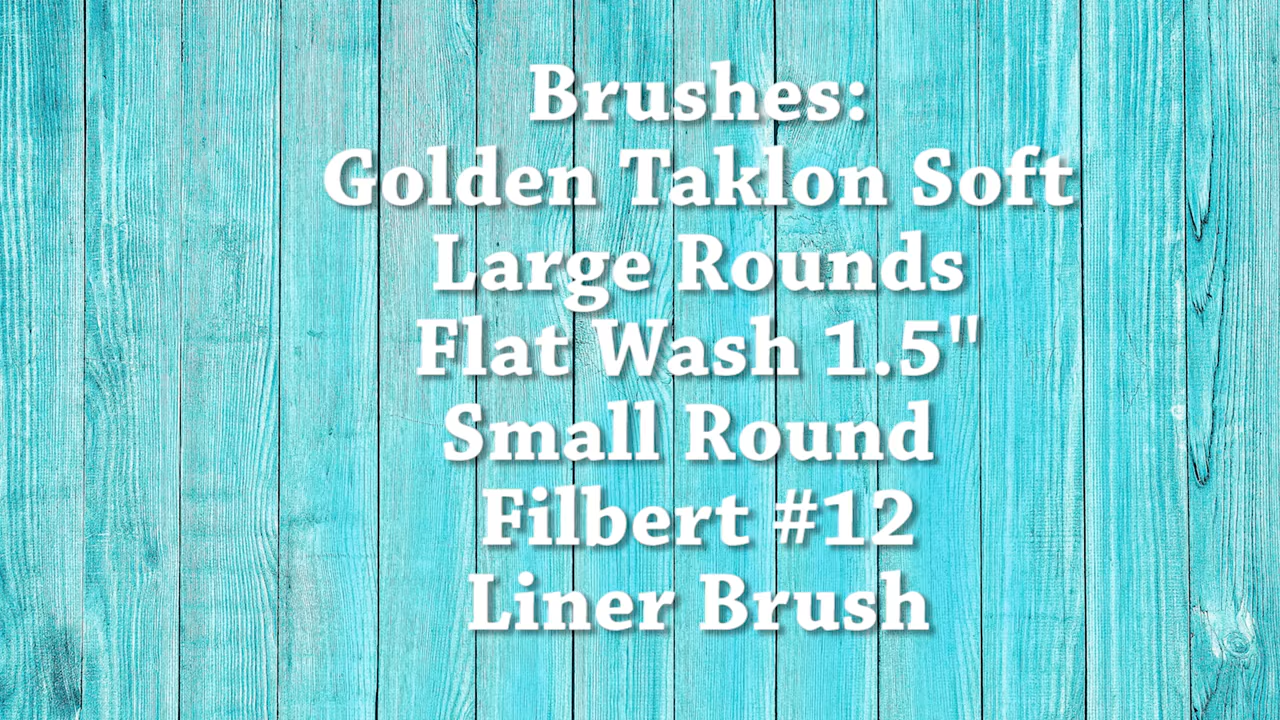 Brushes:
Golden Taklon Soft
Large Rounds
Flat Wash 1.5"
Small Round
Filbert #12
Liner Brush